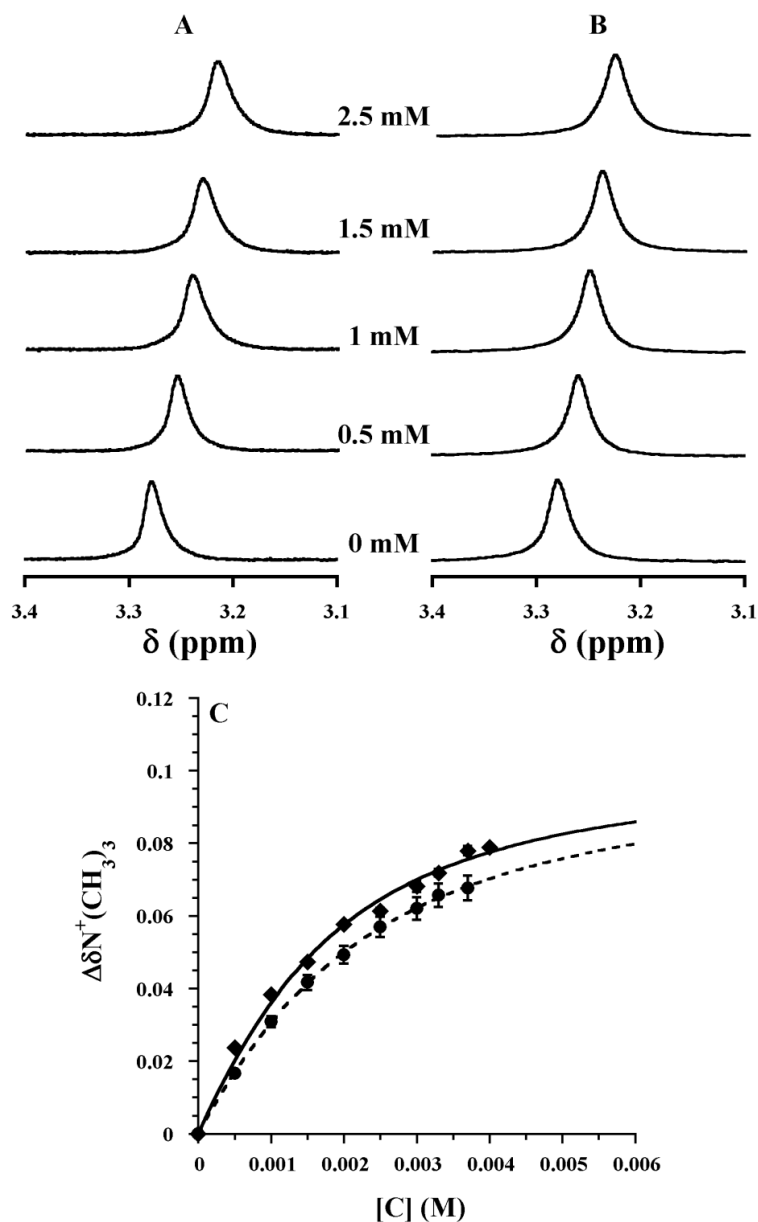 A B
2.5 mM
1.5 mM
1 mM
0.5 mM
0 mM
3.4 3.3 3.2 3.1 3.4 3.3 3.2 3.1
δ (ppm) δ (ppm)
C
0.12
0.1
0.08
0.06
0.04
0.02
0
ΔδN⁺(CH₃)₃
0 0.001 0.002 0.003 0.004 0.005 0.006
[C] (M)